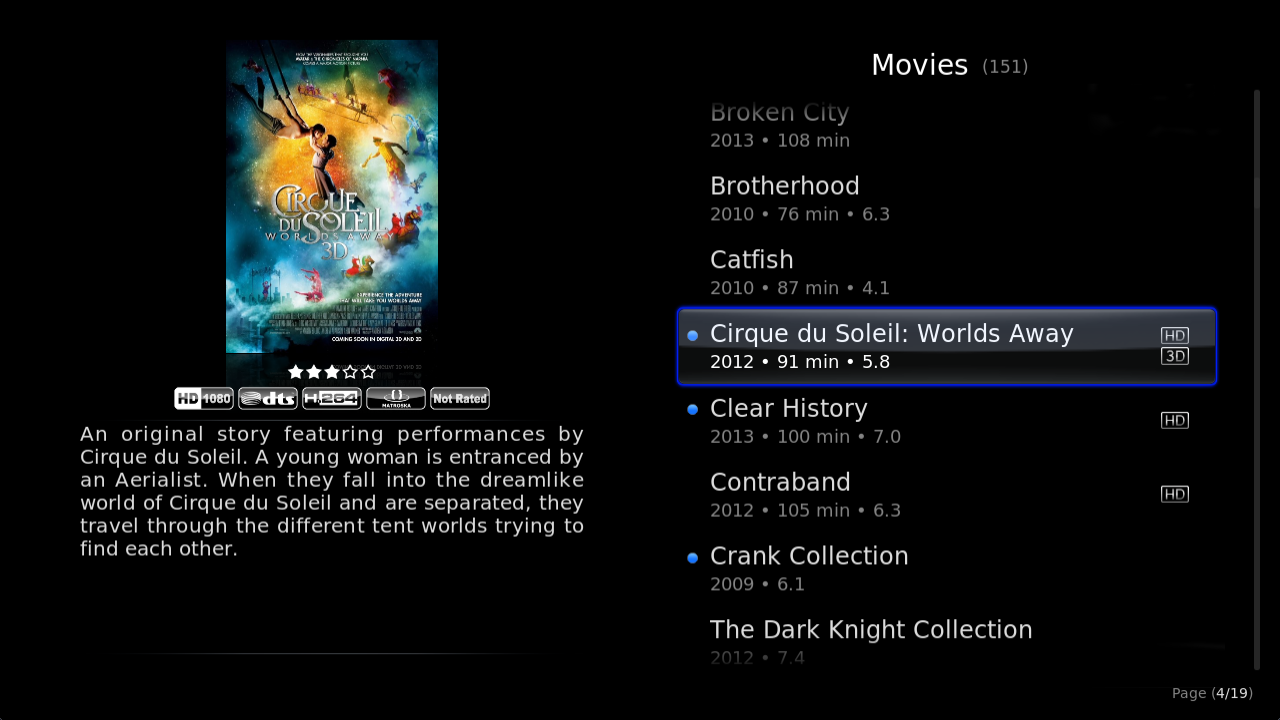 FROM THE VISIONARIES THAT BROUGHT YOU
AVATAR & THE CHRONICLES OF NARNIA
COMES A MAJOR MOTION PICTURE
CIRQUE
DU SOLEIL
WORLDS AWAY
3D
EXPERIENCE THE ADVENTURE
THAT WILL TAKE YOU WORLDS AWAY
COMING SOON IN DIGITAL 3D AND 2D
HD 1080 dts H.264 MATROSKA Not Rated
An original story featuring performances by
Cirque du Soleil. A young woman is entranced by
an Aerialist. When they fall into the dreamlike
world of Cirque du Soleil and are separated, they
travel through the different tent worlds trying to
find each other.
Movies (151)
Broken City
2013 • 108 min
Brotherhood
2010 • 76 min • 6.3
Catfish
2010 • 87 min • 4.1
Cirque du Soleil: Worlds Away HD
2012 • 91 min • 5.8 3D
Clear History HD
2013 • 100 min • 7.0
Contraband HD
2012 • 105 min • 6.3
Crank Collection
2009 • 6.1
The Dark Knight Collection
2012 • 7.4
Page (4/19)